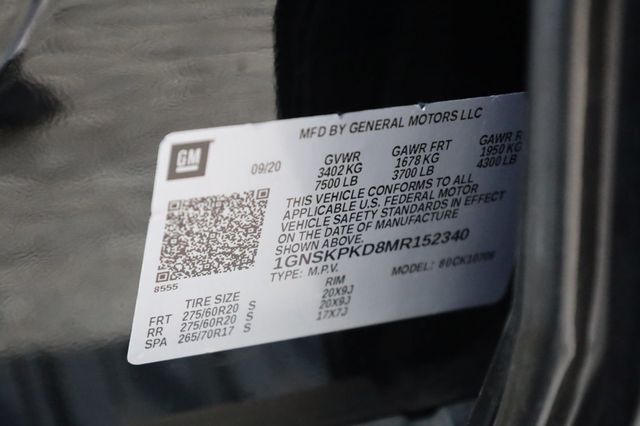 MFD BY GENERAL MOTORS LLC
GM
09/20
GVWR GAWR FRT GAWR R
3402 KG 1678 KG 1950 KG
7500 LB 3700 LB 4300 LB
THIS VEHICLE CONFORMS TO ALL
APPLICABLE U.S. FEDERAL MOTOR
VEHICLE SAFETY STANDARDS IN EFFECT
ON THE DATE OF MANUFACTURE
SHOWN ABOVE.
1GNSKPKD8MR152340
8555
TYPE: M.P.V. MODEL:
TIRE SIZE RIM
FRT 275/60R20 S 20X9J
RR 275/60R20 S 20X9J
SPA 265/70R17 S 17X7J